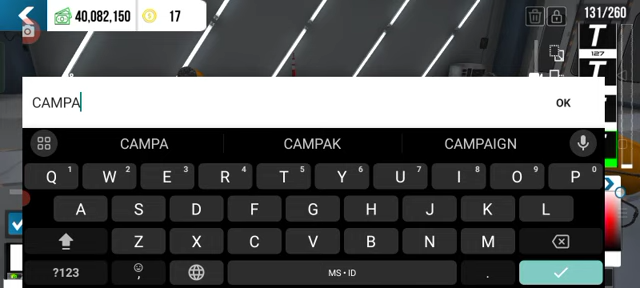 40,082,150 17 131/260
T
127
T
CAMPA OK
CAMPA CAMPAK CAMPAIGN
Q 1 W 2 E 3 R 4 T 5 Y 6 U 7 I 8 O 9 P 0
A S D F G H J K L
Z X C V B N M
?123 , MS • ID .